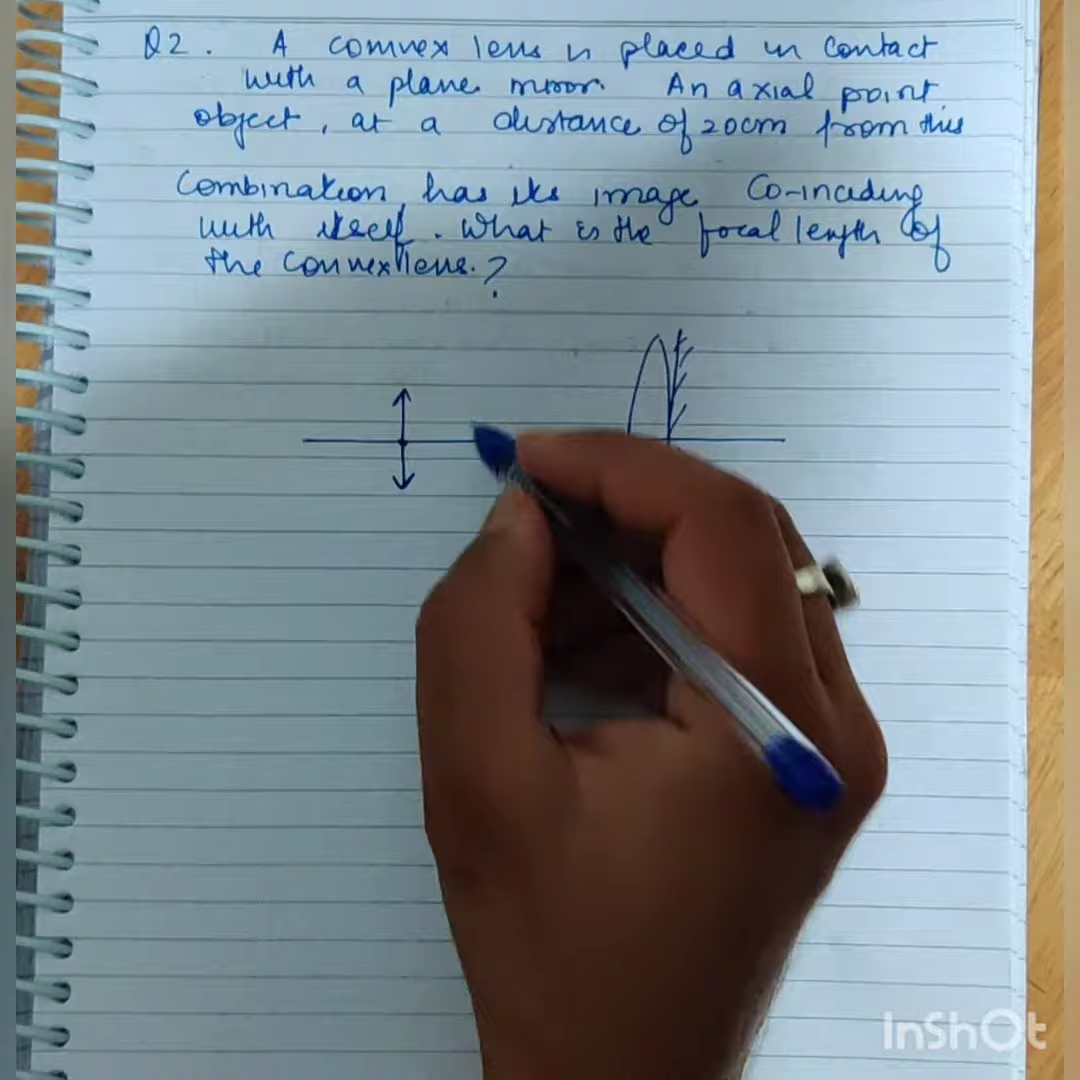 Q2. A convex lens is placed in contact
with a plane mirror. An axial point
object, at a distance of 20cm from this
Combination, has its image Co-inciding
with itself. What is the focal length of
the convex lens.?
InShOt